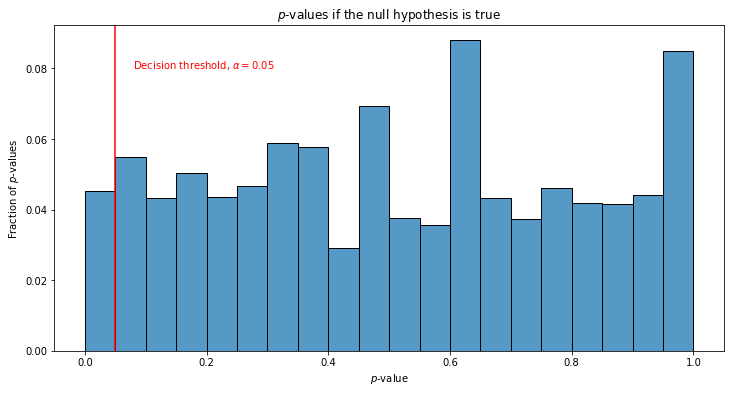 p-values if the null hypothesis is true
Decision threshold, α = 0.05
Fraction of p-values
0.08
0.06
0.04
0.02
0.00
0.0 0.2 0.4 0.6 0.8 1.0
p-value